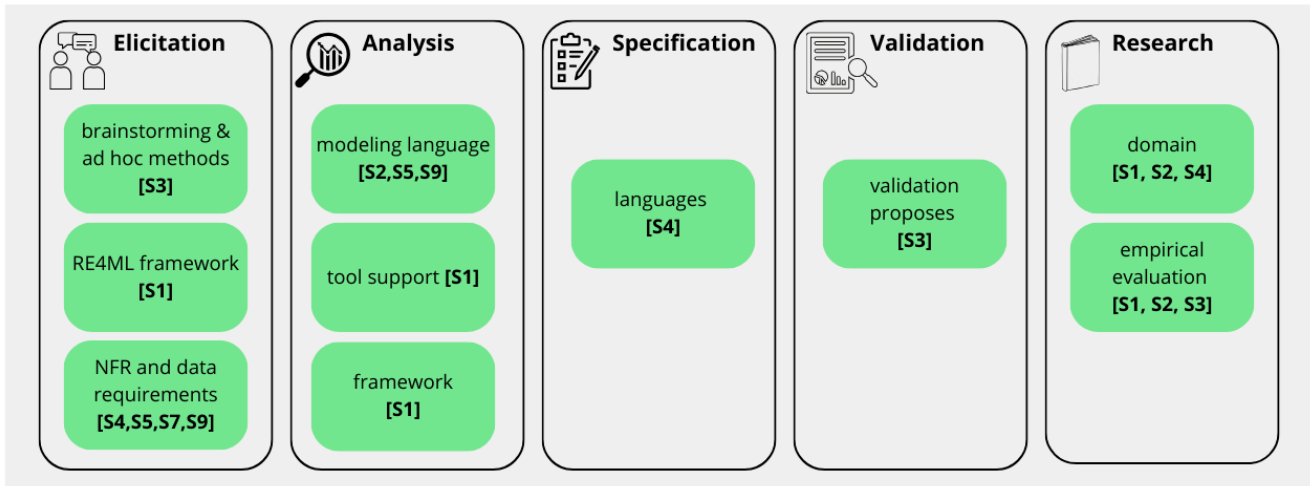 Elicitation
brainstorming &
ad hoc methods
[S3]
RE4ML framework
[S1]
NFR and data
requirements
[S4,S5,S7,S9]
Analysis
modeling language
[S2,S5,S9]
tool support [S1]
framework
[S1]
Specification
languages
[S4]
Validation
validation
proposes
[S3]
Research
domain
[S1, S2, S4]
empirical
evaluation
[S1, S2, S3]